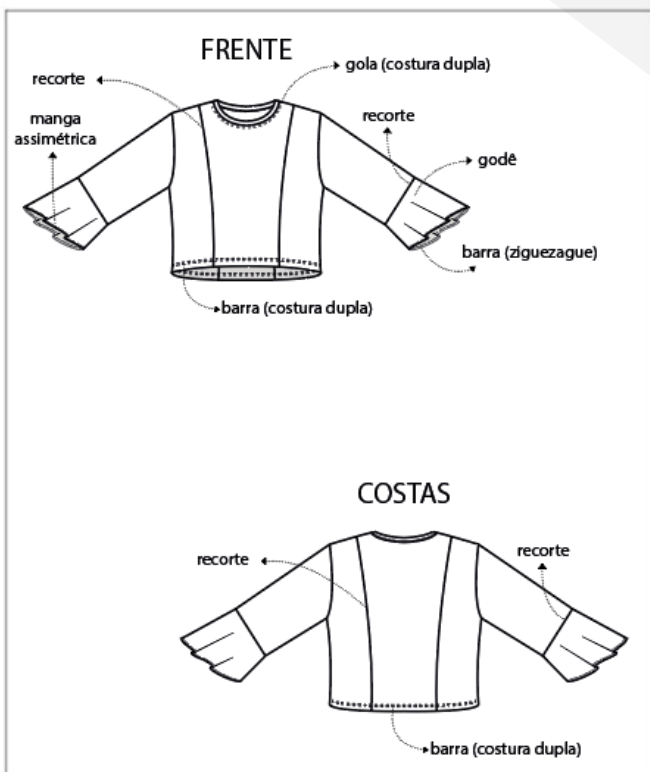 FRENTE
gola (costura dupla)
recorte
manga
assimétrica
recorte
godê
barra (ziguezague)
barra (costura dupla)
COSTAS
recorte
recorte
barra (costura dupla)